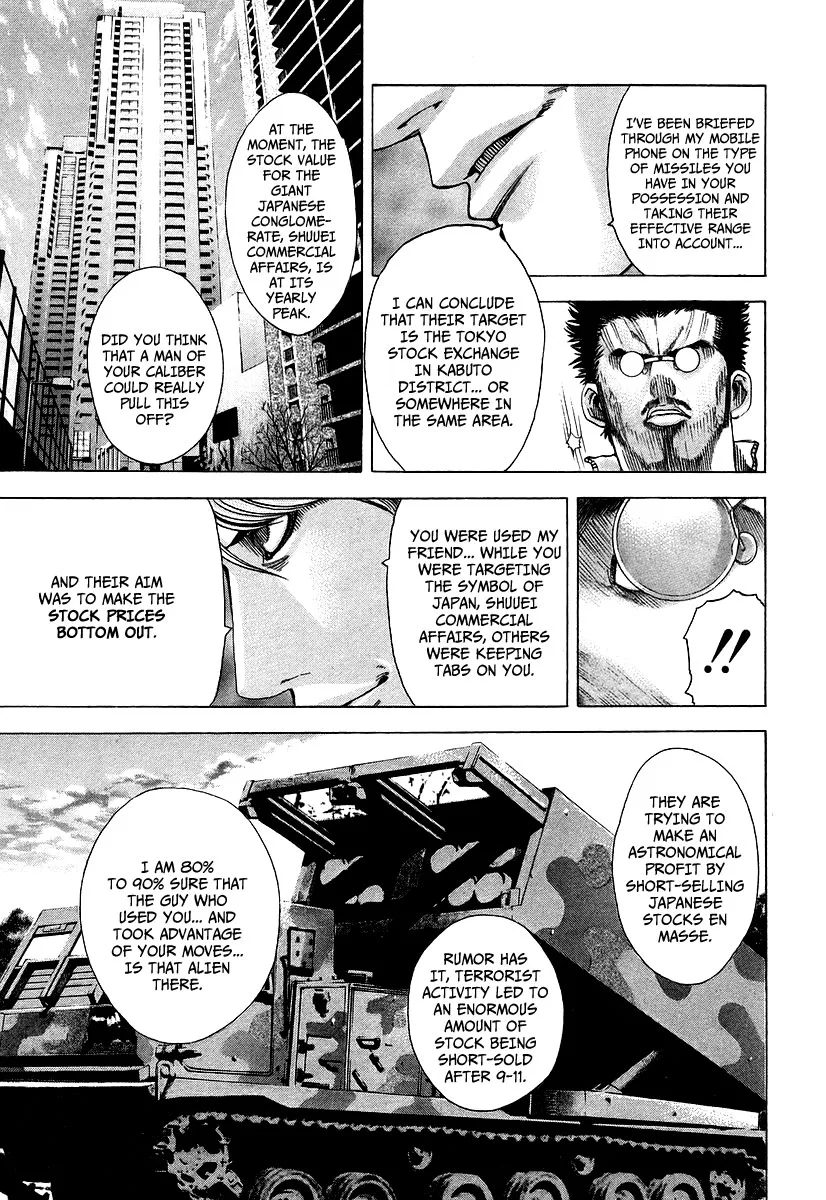 I'VE BEEN BRIEFED
THROUGH MY MOBILE
PHONE ON THE TYPE
OF MISSILES YOU
HAVE IN YOUR
POSSESSION AND
TAKING THEIR
EFFECTIVE RANGE
INTO ACCOUNT...
I CAN CONCLUDE
THAT THEIR TARGET
IS THE TOKYO
STOCK EXCHANGE
IN KABUTO
DISTRICT... OR
SOMEWHERE IN
THE SAME AREA.
AT THE
MOMENT, THE
STOCK VALUE
FOR THE
GIANT
JAPANESE
CONGLOME-
RATE, SHUUEI
COMMERCIAL
AFFAIRS, IS
AT ITS
YEARLY
PEAK.
DID YOU THINK
THAT A MAN OF
YOUR CALIBER
COULD REALLY
PULL THIS
OFF?
!!
YOU WERE USED MY
FRIEND... WHILE YOU
WERE TARGETING
THE SYMBOL OF
JAPAN, SHUUEI
COMMERCIAL
AFFAIRS, OTHERS
WERE KEEPING
TABS ON YOU.
AND THEIR AIM
WAS TO MAKE THE
STOCK PRICES
BOTTOM OUT.
THEY ARE
TRYING TO
MAKE AN
ASTRONOMICAL
PROFIT BY
SHORT-SELLING
JAPANESE
STOCKS EN
MASSE.
RUMOR HAS
IT, TERRORIST
ACTIVITY LED TO
AN ENORMOUS
AMOUNT OF
STOCK BEING
SHORT-SOLD
AFTER 9-11.
I AM 80%
TO 90% SURE THAT
THE GUY WHO
USED YOU... AND
TOOK ADVANTAGE
OF YOUR MOVES...
IS THAT ALIEN
THERE.